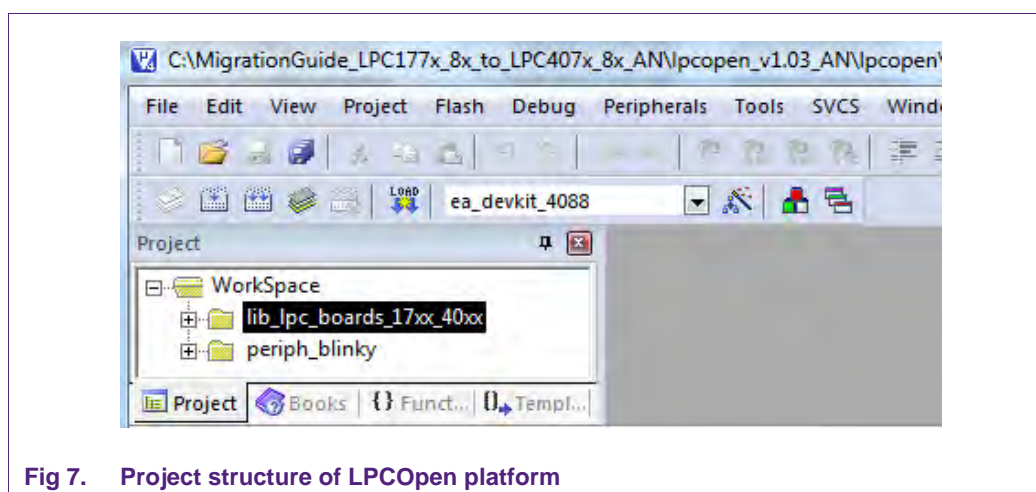 C:\MigrationGuide_LPC177x_8x_to_LPC407x_8x_AN\lpcopen_v1.03_AN\lpcopen\
File Edit View Project Flash Debug Peripherals Tools SVCS Windo
LOAD ea_devkit_4088
Project
WorkSpace
lib_lpc_boards_17xx_40xx
periph_blinky
Project Books {} Funct... 0 Templ...
Fig 7. Project structure of LPCOpen platform